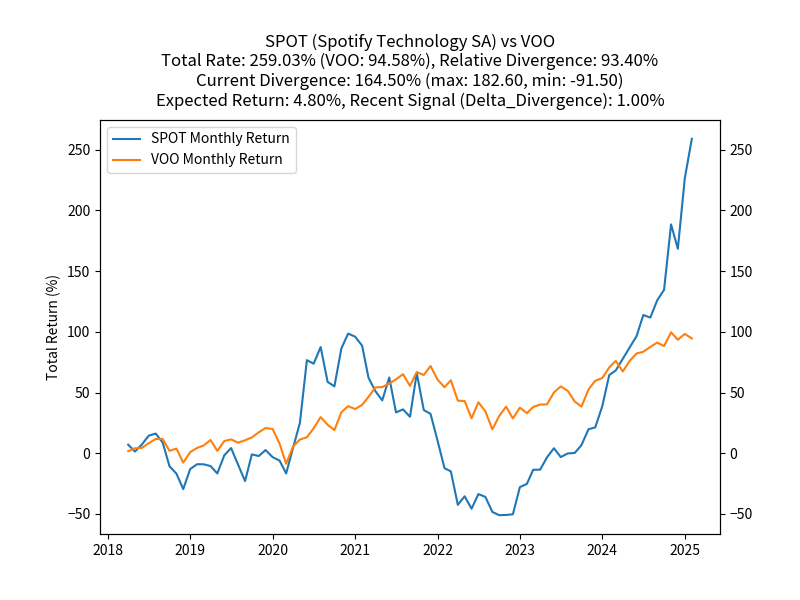 SPOT (Spotify Technology SA) vs VOO
Total Rate: 259.03% (VOO: 94.58%), Relative Divergence: 93.40%
Current Divergence: 164.50% (max: 182.60, min: -91.50)
Expected Return: 4.80%, Recent Signal (Delta_Divergence): 1.00%
SPOT Monthly Return
VOO Monthly Return
Total Return (%)
250
200
150
100
50
0
−50
250
200
150
100
50
0
−50
2018 2019 2020 2021 2022 2023 2024 2025